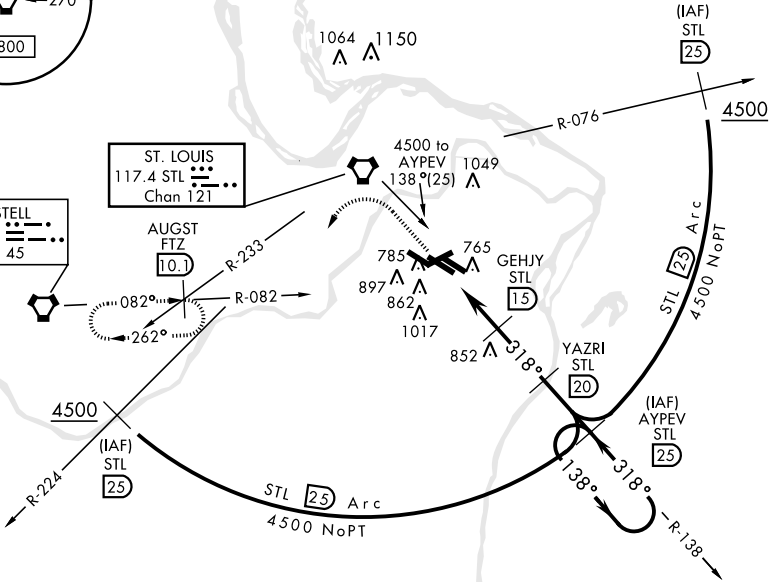 270
800
1064
1150
(IAF)
STL
25
4500
R-076
ST. LOUIS
117.4 STL
Chan 121
4500 to
AYPEV
138°(25)
1049
45
AUGST
FTZ
10.1
R-233
082°
R-082
262°
785
765
897
862
1017
GEHJY
STL
15
STL 25 Arc
4500 NoPT
852
318°
YAZRI
STL
20
4500
(IAF)
STL
25
R-224
(IAF)
AYPEV
STL
25
STL 25 Arc
4500 NoPT
138°
318°
R-138